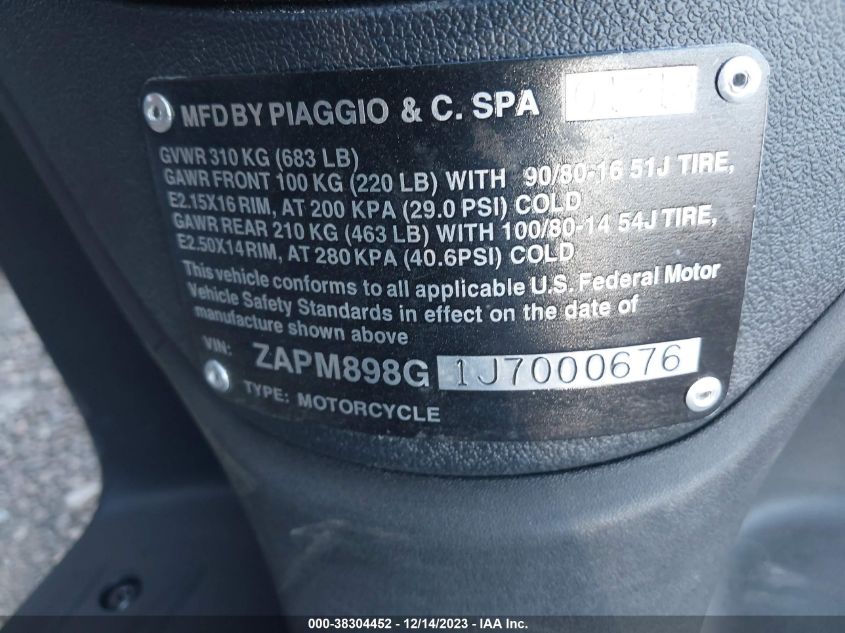 MFD BY PIAGGIO & C. SPA
GVWR 310 KG (683 LB)
GAWR FRONT 100 KG (220 LB) WITH 90/80-16 51J TIRE,
E2.15X16 RIM, AT 200 KPA (29.0 PSI) COLD
GAWR REAR 210 KG (463 LB) WITH 100/80-14 54J TIRE,
E2.50X14 RIM, AT 280 KPA (40.6PSI) COLD
This vehicle conforms to all applicable U.S. Federal Motor
Vehicle Safety Standards in effect on the date of
manufacture shown above
VIN: ZAPM898G 1J7000676
TYPE: MOTORCYCLE
000-38304452 - 12/14/2023 - IAA Inc.